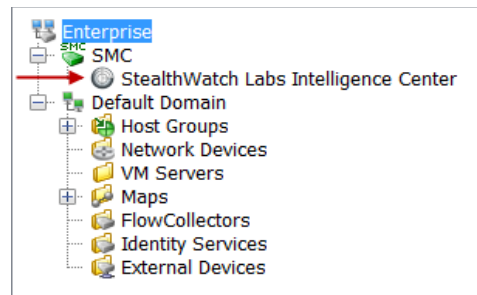 Enterprise
SMC
SMC
StealthWatch Labs Intelligence Center
Default Domain
Host Groups
Network Devices
VM Servers
Maps
FlowCollectors
Identity Services
External Devices